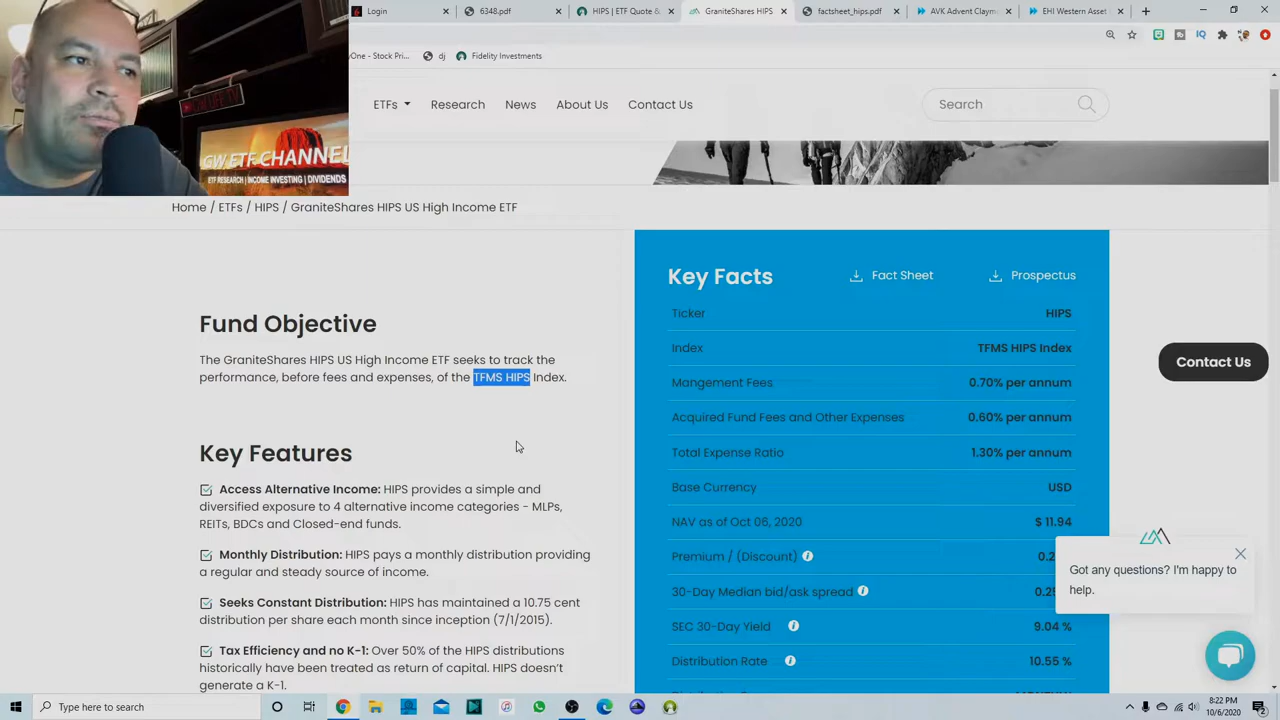 Login
6348.pdf
HIPS | ETF Quote &
GraniteShares HIPS
factsheet_hips.pdf
AVK Advent Claym
EHI Western Asset
yOne - Stock Pri...
dj
Fidelity Investments
GW ETF CHANNEL
ETF RESEARCH | INCOME INVESTING | DIVIDENDS
ETFs
Research
News
About Us
Contact Us
Search
Home / ETFs / HIPS / GraniteShares HIPS US High Income ETF
Fund Objective
The GraniteShares HIPS US High Income ETF seeks to track the
performance, before fees and expenses, of the TFMS HIPS Index.
Key Features
Access Alternative Income: HIPS provides a simple and
diversified exposure to 4 alternative income categories - MLPs,
REITs, BDCs and Closed-end funds.
Monthly Distribution: HIPS pays a monthly distribution providing
a regular and steady source of income.
Seeks Constant Distribution: HIPS has maintained a 10.75 cent
distribution per share each month since inception (7/1/2015).
Tax Efficiency and no K-1: Over 50% of the HIPS distributions
historically have been treated as return of capital. HIPS doesn't
generate a K-1.
Key Facts
Fact Sheet
Prospectus
Ticker HIPS
Index TFMS HIPS Index
Mangement Fees 0.70% per annum
Acquired Fund Fees and Other Expenses 0.60% per annum
Total Expense Ratio 1.30% per annum
Base Currency USD
NAV as of Oct 06, 2020 $ 11.94
Premium / (Discount) 0.2
30-Day Median bid/ask spread 0.25
SEC 30-Day Yield 9.04 %
Distribution Rate 10.55 %
Contact Us
Got any questions? I'm happy to
help.
Type here to search
8:22 PM
10/6/2020